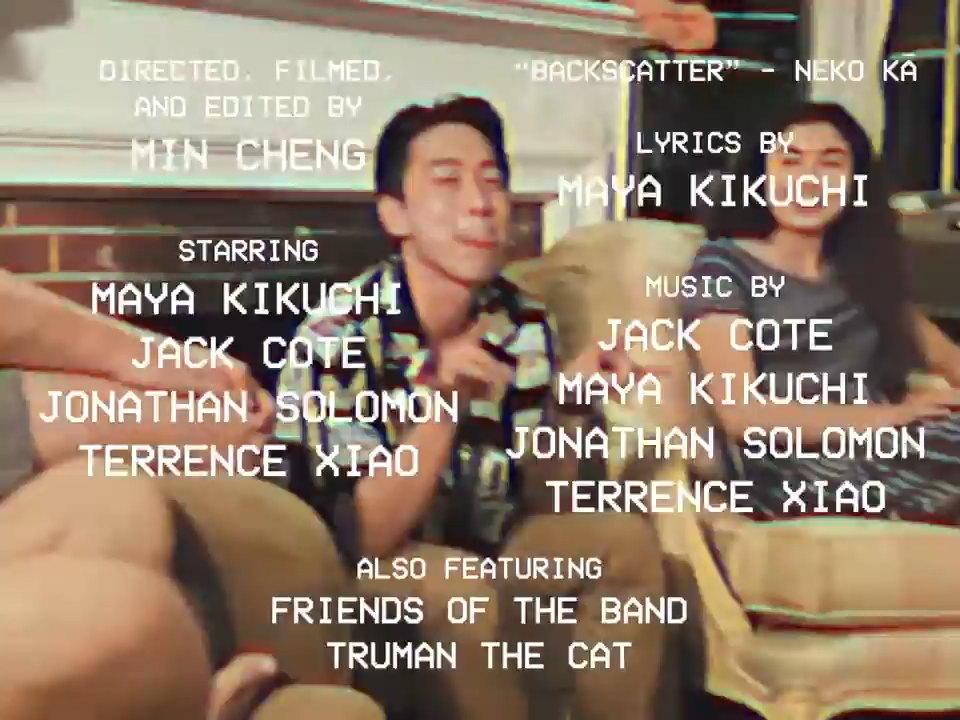 DIRECTED, FILMED,
AND EDITED BY
MIN CHENG
STARRING
MAYA KIKUCHI
JACK COTE
JONATHAN SOLOMON
TERRENCE XIAO
“BACKSCATTER” - NEKO KĀ
LYRICS BY
MAYA KIKUCHI
MUSIC BY
JACK COTE
MAYA KIKUCHI
JONATHAN SOLOMON
TERRENCE XIAO
ALSO FEATURING
FRIENDS OF THE BAND
TRUMAN THE CAT